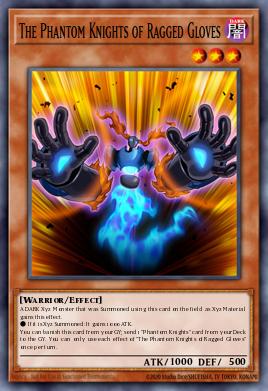 The Phantom Knights of Ragged Gloves
DARK
闇
[Warrior/Effect]
A DARK Xyz Monster that was Summoned using this card on the field as Xyz Material
gains this effect.
● If it is Xyz Summoned: It gains 1000 ATK.
You can banish this card from your GY; send 1 "Phantom Knights" card from your Deck
to the GY. You can only use each effect of "The Phantom Knights of Ragged Gloves"
once per turn.
ATK/1000 DEF/ 500
©2020 Studio Dice/SHUEISHA, TV TOKYO, KONAMI